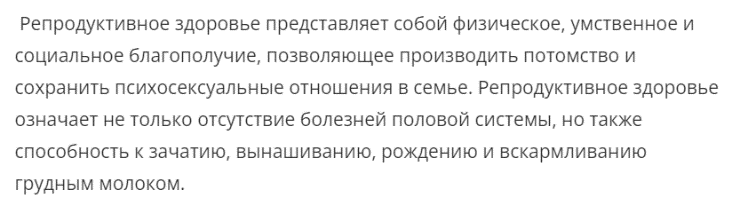 Репродуктивное здоровье представляет собой физическое, умственное и
социальное благополучие, позволяющее производить потомство и
сохранить психосексуальные отношения в семье. Репродуктивное здоровье
означает не только отсутствие болезней половой системы, но также
способность к зачатию, вынашиванию, рождению и вскармливанию
грудным молоком.